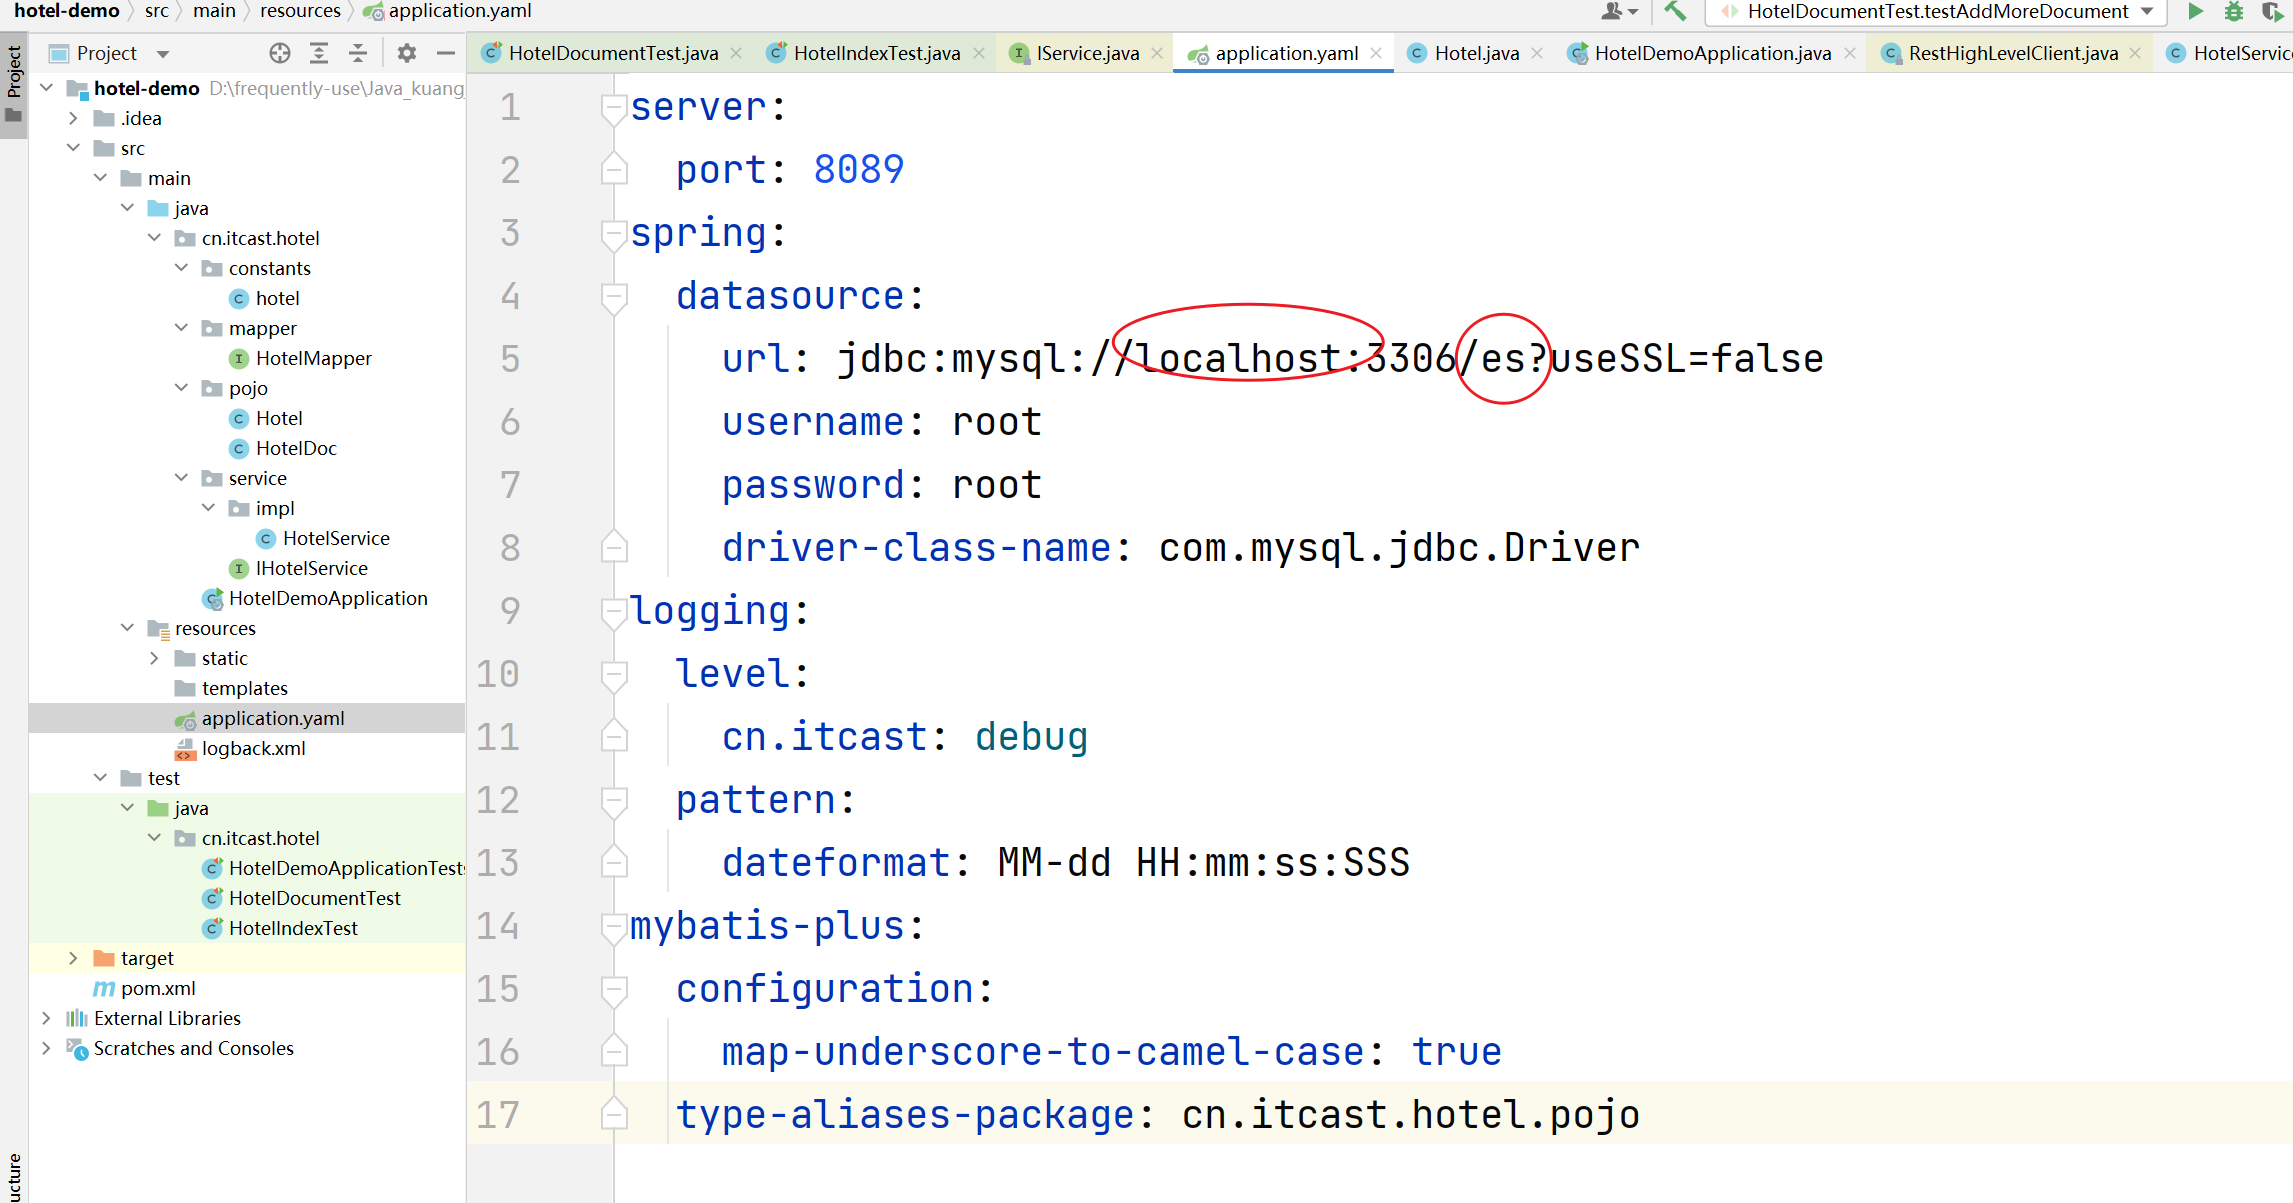 hotel-demo src main resources application.yaml HotelDocumentTest.testAddMoreDocument
Project HotelDocumentTest.java HotelIndexTest.java IService.java application.yaml Hotel.java HotelDemoApplication.java RestHighLevelClient.java HotelService
Project
hotel-demo D:\frequently-use\Java_kuang_
.idea
src
main
java
cn.itcast.hotel
constants
hotel
mapper
HotelMapper
pojo
Hotel
HotelDoc
service
impl
HotelService
IHotelService
HotelDemoApplication
resources
static
templates
application.yaml
logback.xml
test
java
cn.itcast.hotel
HotelDemoApplicationTests
HotelDocumentTest
HotelIndexTest
target
pom.xml
External Libraries
Scratches and Consoles
ucture
1 server:
2 port: 8089
3 spring:
4 datasource:
5 url: jdbc:mysql://localhost:3306/es?useSSL=false
6 username: root
7 password: root
8 driver-class-name: com.mysql.jdbc.Driver
9 logging:
10 level:
11 cn.itcast: debug
12 pattern:
13 dateformat: MM-dd HH:mm:ss:SSS
14 mybatis-plus:
15 configuration:
16 map-underscore-to-camel-case: true
17 type-aliases-package: cn.itcast.hotel.pojo